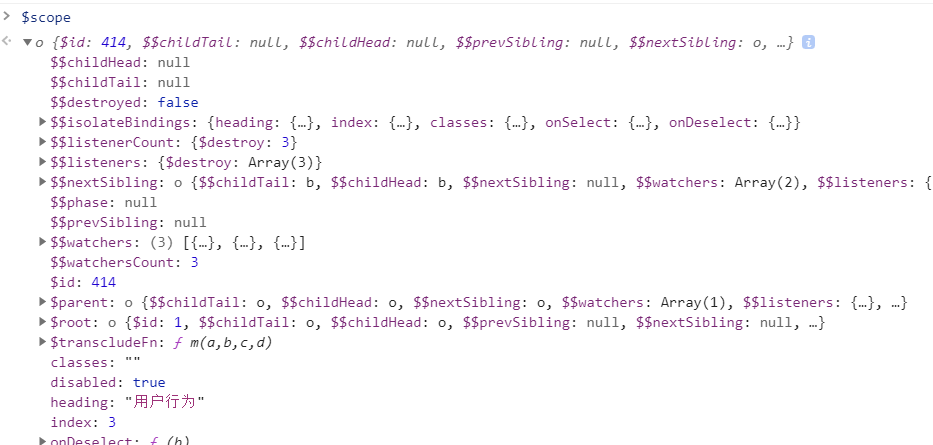 > $scope
o {$id: 414, $$childTail: null, $$childHead: null, $$prevSibling: null, $$nextSibling: o, …} i
$$childHead: null
$$childTail: null
$$destroyed: false
$$isolateBindings: {heading: {…}, index: {…}, classes: {…}, onSelect: {…}, onDeselect: {…}}
$$listenerCount: {$destroy: 3}
$$listeners: {$destroy: Array(3)}
$$nextSibling: o {$$childTail: b, $$childHead: b, $$nextSibling: null, $$watchers: Array(2), $$listeners: {
$$phase: null
$$prevSibling: null
$$watchers: (3) [{…}, {…}, {…}]
$$watchersCount: 3
$id: 414
$parent: o {$$childTail: o, $$childHead: o, $$nextSibling: o, $$watchers: Array(1), $$listeners: {…}, …}
$root: o {$id: 1, $$childTail: o, $$childHead: o, $$prevSibling: null, $$nextSibling: null, …}
$transcludeFn: ƒ m(a,b,c,d)
classes: ""
disabled: true
heading: "用户行为"
index: 3
onDeselect: ƒ (b)